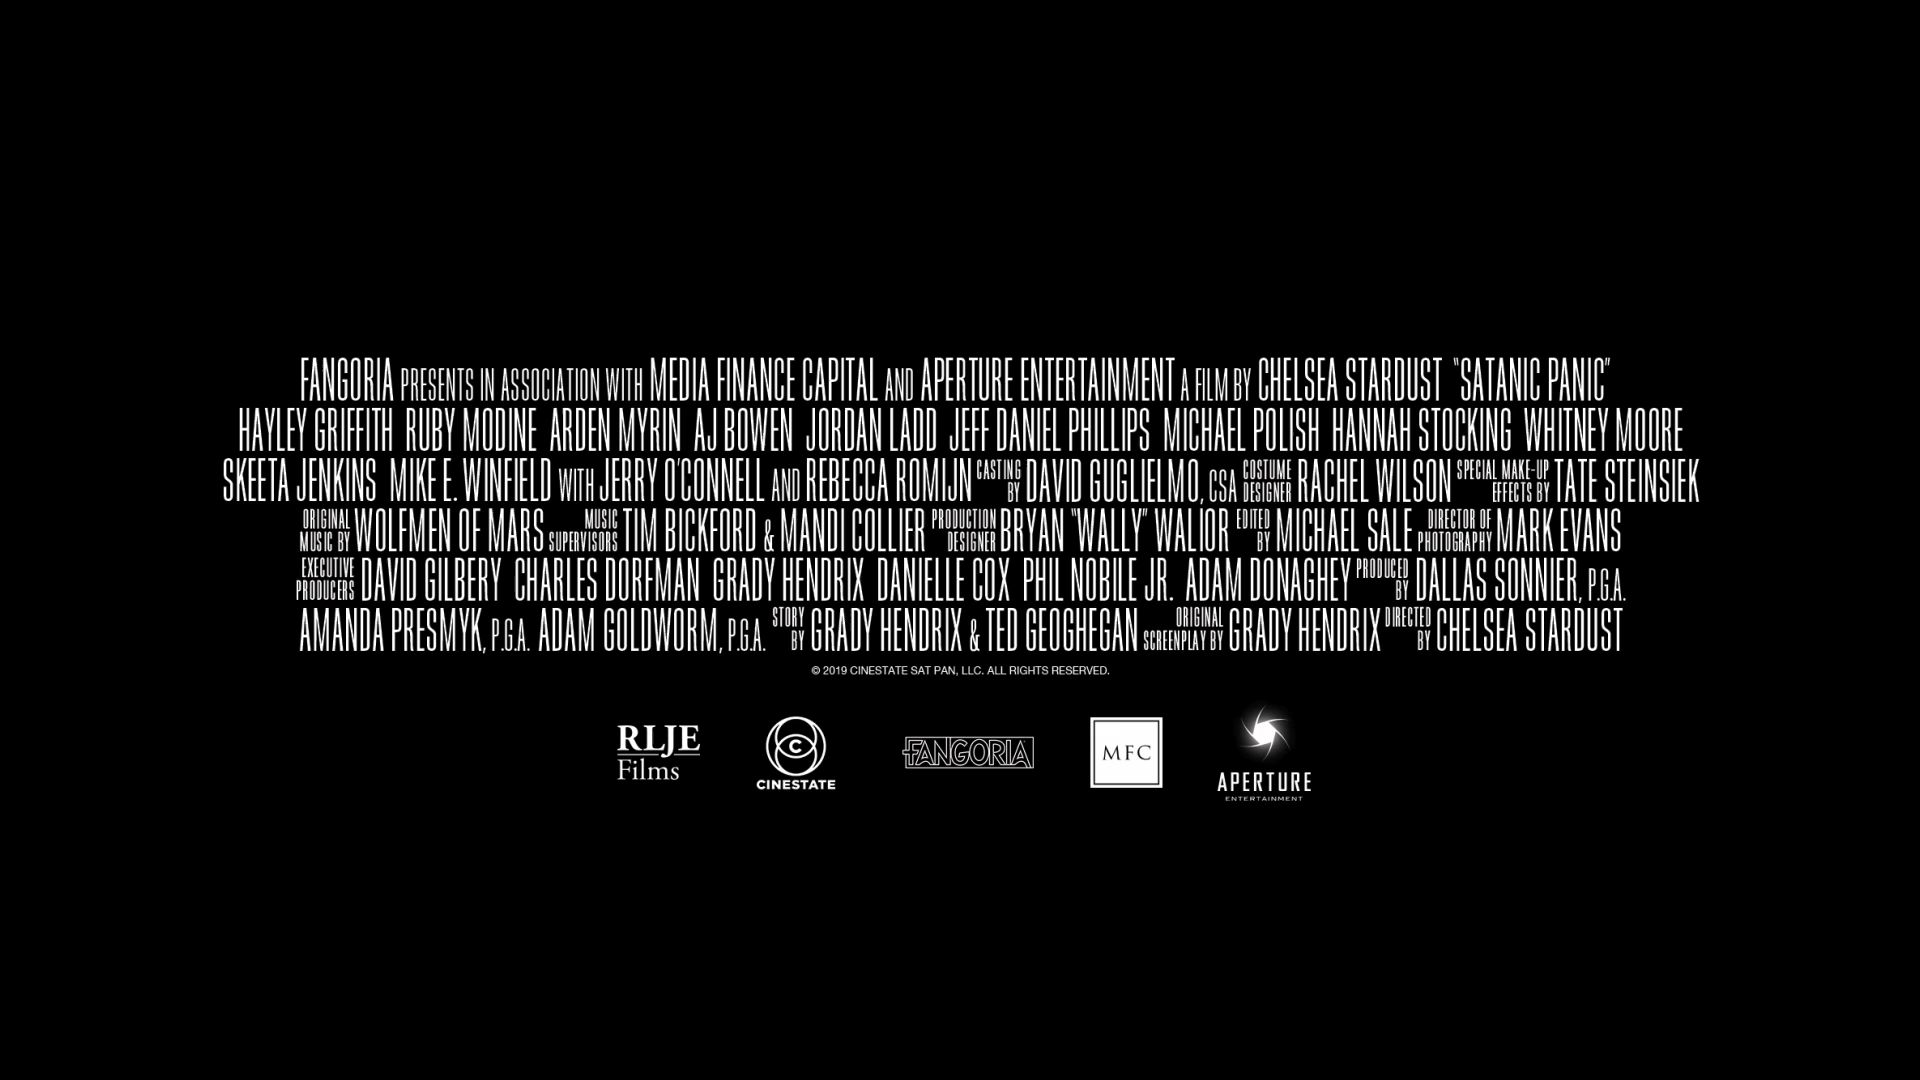 FANGORIA PRESENTS IN ASSOCIATION WITH MEDIA FINANCE CAPITAL AND APERTURE ENTERTAINMENT A FILM BY CHELSEA STARDUST "SATANIC PANIC"
HAYLEY GRIFFITH RUBY MODINE ARDEN MYRIN AJ BOWEN JORDAN LADD JEFF DANIEL PHILLIPS MICHAEL POLISH HANNAH STOCKING WHITNEY MOORE
SKEETA JENKINS MIKE E. WINFIELD WITH JERRY O'CONNELL AND REBECCA ROMIJN CASTING BY DAVID GUGLIELMO, CSA COSTUME DESIGNER RACHEL WILSON SPECIAL MAKE-UP EFFECTS BY TATE STEINSIEK
ORIGINAL MUSIC BY WOLFMEN OF MARS MUSIC SUPERVISORS TIM BICKFORD & MANDI COLLIER PRODUCTION DESIGNER BRYAN "WALLY" WALIOR EDITED BY MICHAEL SALE DIRECTOR OF PHOTOGRAPHY MARK EVANS
EXECUTIVE PRODUCERS DAVID GILBERY CHARLES DORFMAN GRADY HENDRIX DANIELLE COX PHIL NOBILE JR. ADAM DONAGHEY PRODUCED BY DALLAS SONNIER, P.G.A.
AMANDA PRESMYK, P.G.A. ADAM GOLDWORM, P.G.A. STORY BY GRADY HENDRIX & TED GEOGHEGAN ORIGINAL SCREENPLAY BY GRADY HENDRIX DIRECTED BY CHELSEA STARDUST
© 2019 CINESTATE SAT PAN, LLC. ALL RIGHTS RESERVED.
RLJE
Films
C
CINESTATE
FANGORIA
MFC
APERTURE
ENTERTAINMENT